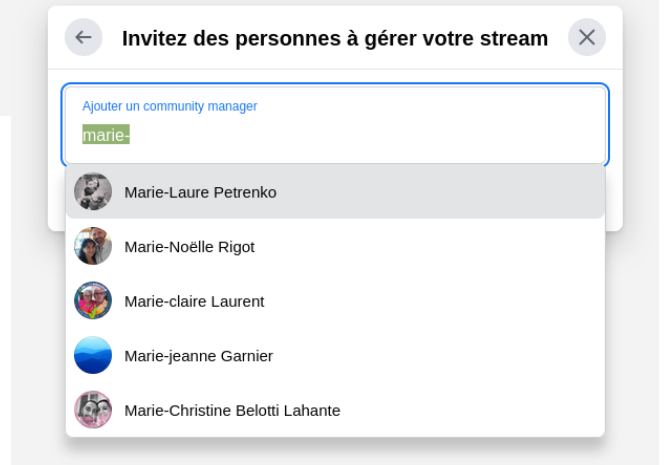 Invitez des personnes à gérer votre stream
Ajouter un community manager
marie-
Marie-Laure Petrenko
Marie-Noëlle Rigot
Marie-claire Laurent
Marie-jeanne Garnier
Marie-Christine Belotti Lahante